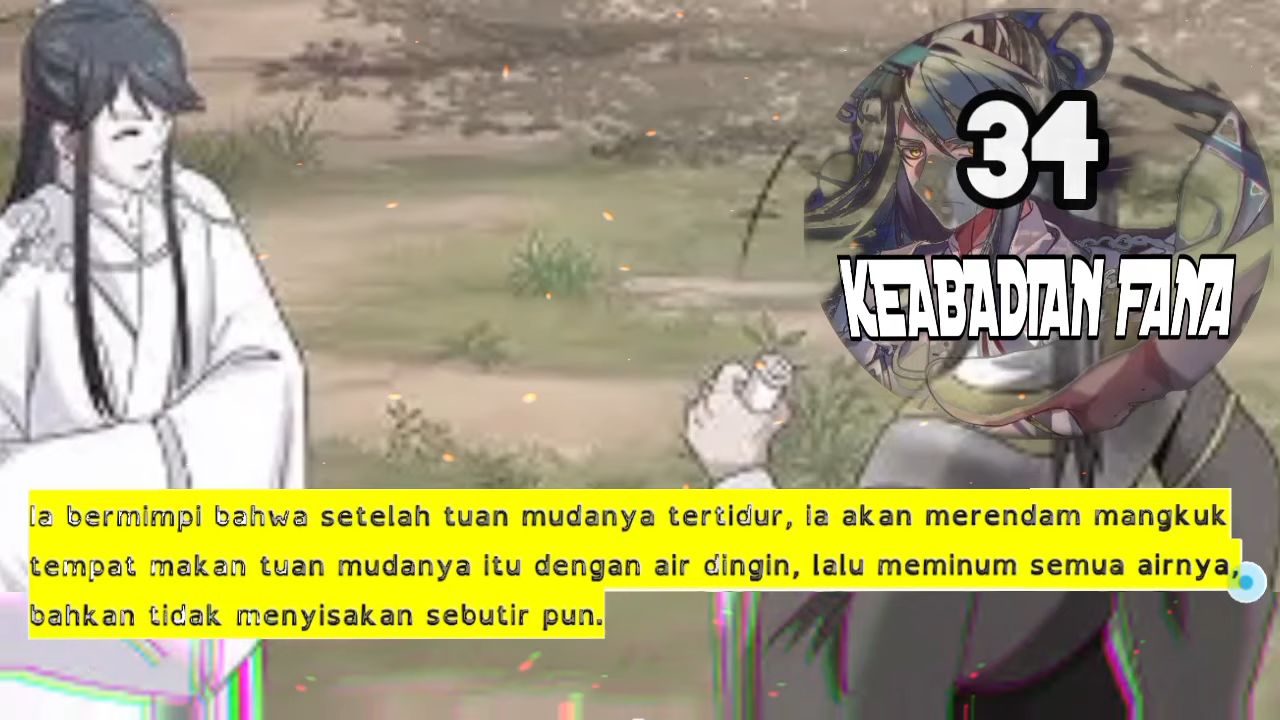 34
KEABADIAN FANA
Ia bermimpi bahwa setelah tuan mudanya tertidur, ia akan merendam mangkuk
tempat makan tuan mudanya itu dengan air dingin, lalu meminum semua airnya,
bahkan tidak menyisakan sebutir pun.